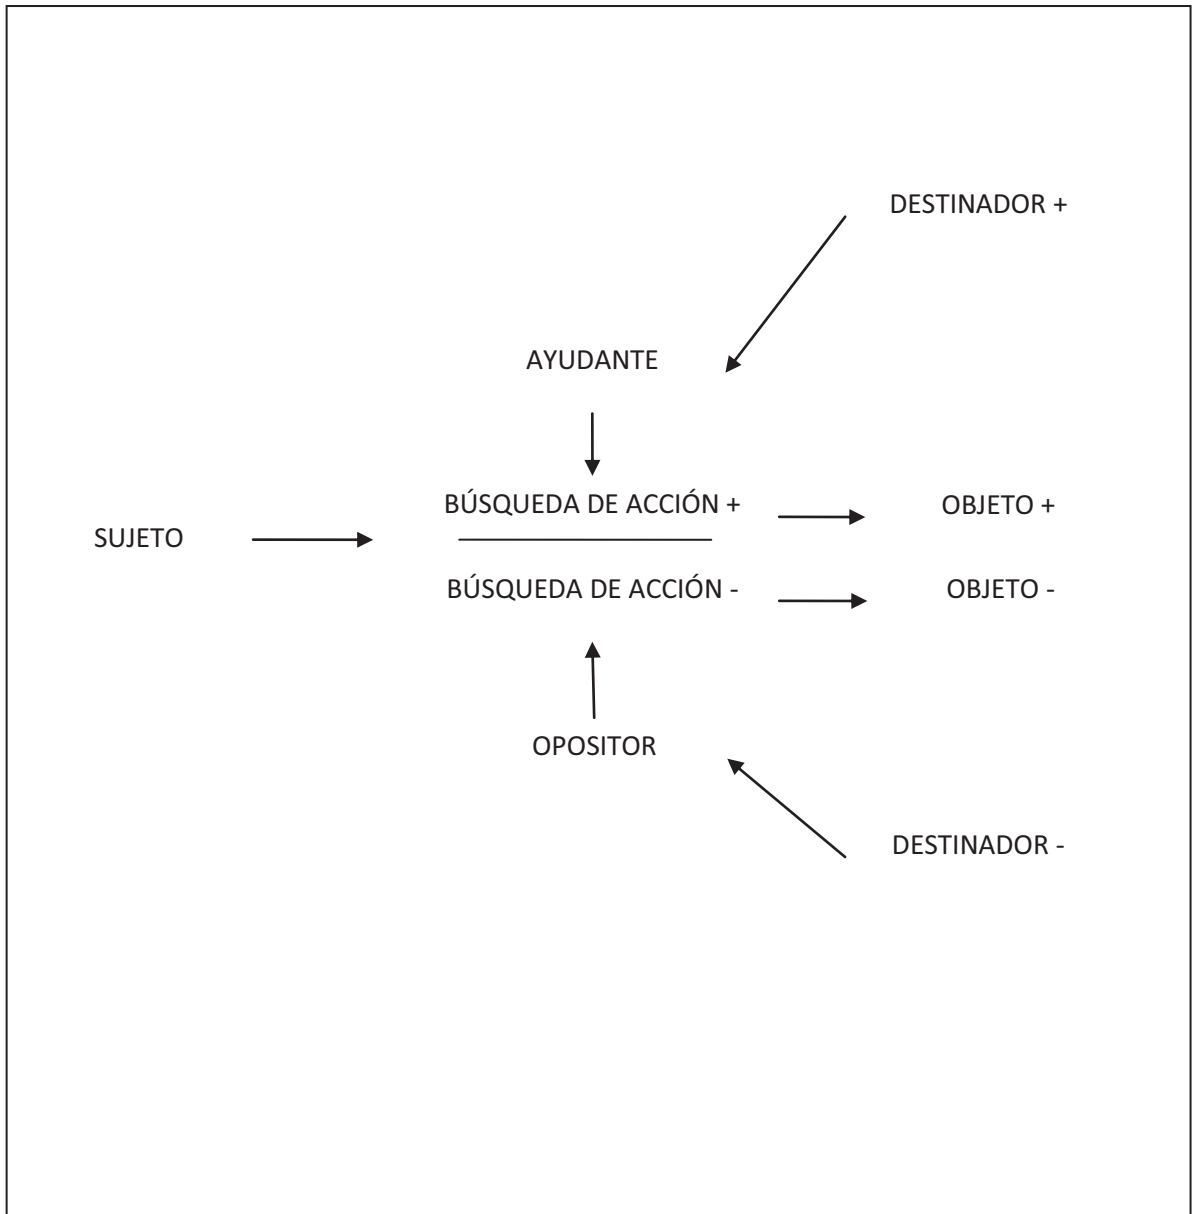 DESTINADOR +
AYUDANTE
BÚSQUEDA DE ACCIÓN +
OBJETO +
SUJETO
BÚSQUEDA DE ACCIÓN -
OBJETO -
OPOSITOR
DESTINADOR -